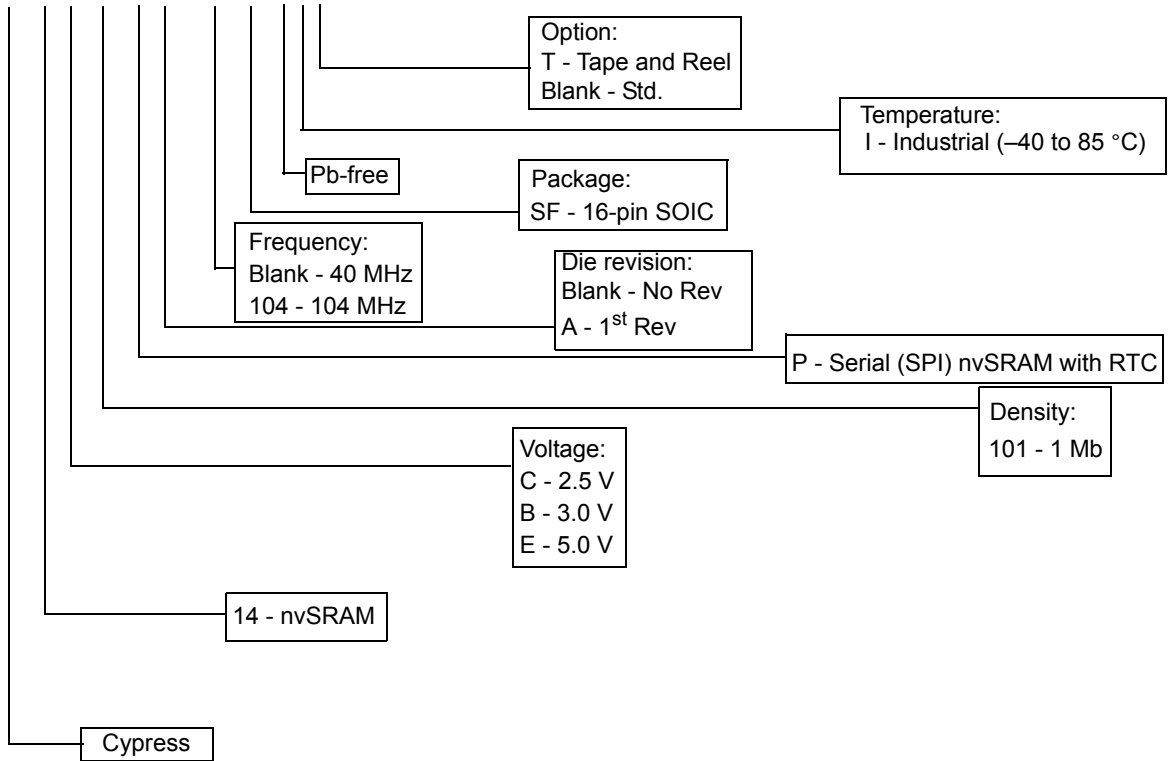 Option:
T - Tape and Reel
Blank - Std.
Temperature:
I - Industrial (–40 to 85 °C)
Pb-free
Package:
SF - 16-pin SOIC
Frequency:
Blank - 40 MHz
104 - 104 MHz
Die revision:
Blank - No Rev
A - 1st Rev
P - Serial (SPI) nvSRAM with RTC
Density:
101 - 1 Mb
Voltage:
C - 2.5 V
B - 3.0 V
E - 5.0 V
14 - nvSRAM
Cypress